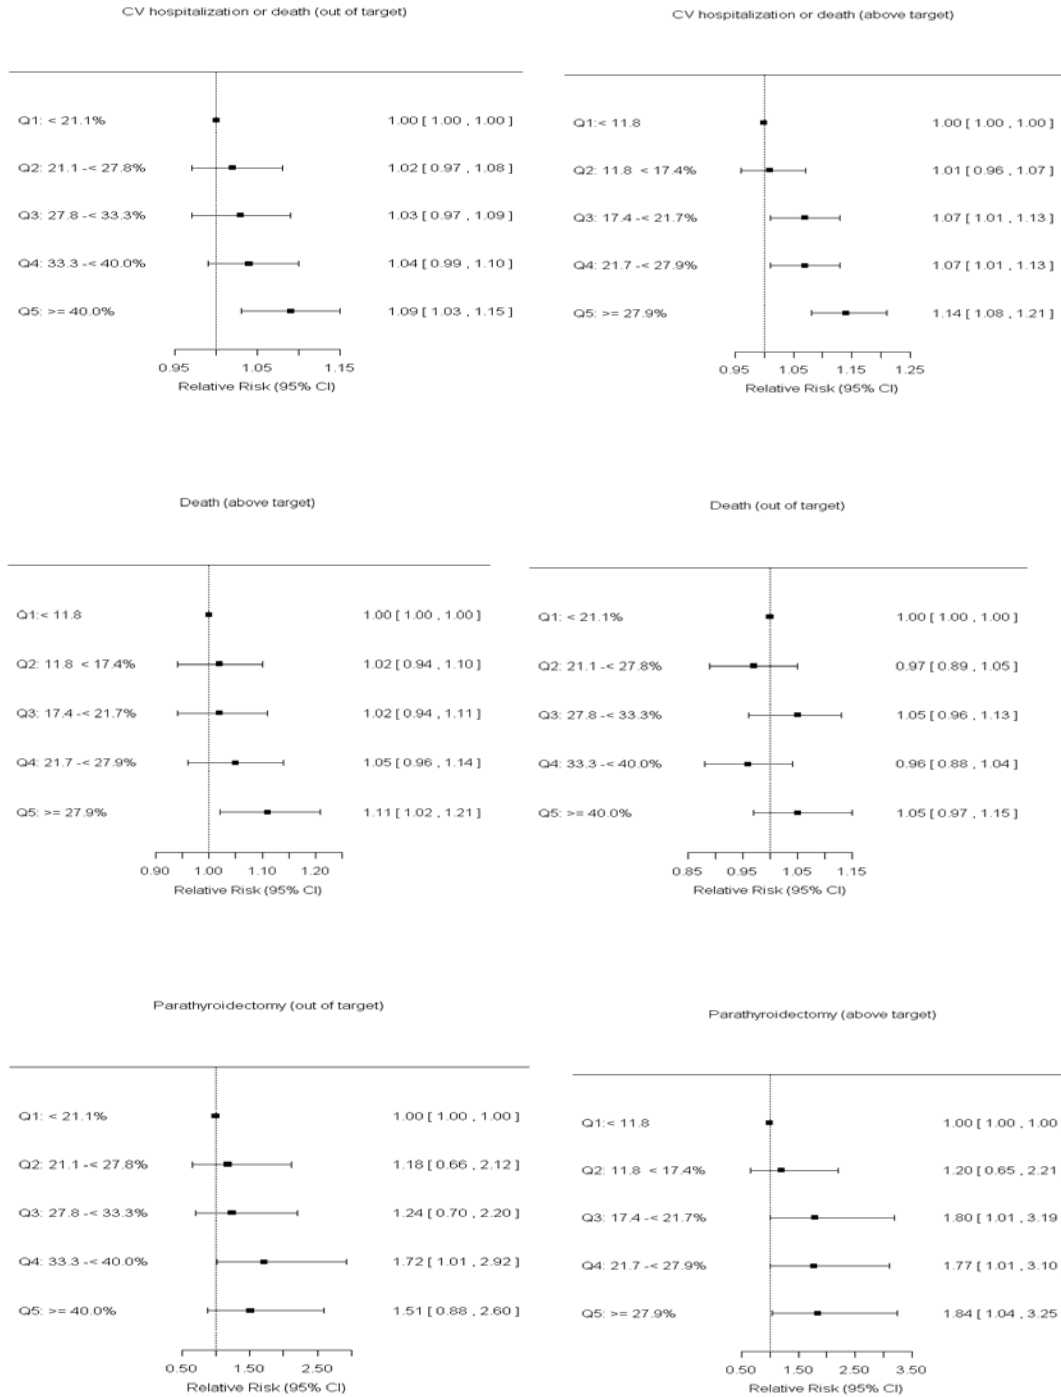 CV hospitalization or death (out of target)
Q1: < 21.1% 1.00 [ 1.00 , 1.00 ]
Q2: 21.1 -< 27.8% 1.02 [ 0.97 , 1.08 ]
Q3: 27.8 -< 33.3% 1.03 [ 0.97 , 1.09 ]
Q4: 33.3 -< 40.0% 1.04 [ 0.99 , 1.10 ]
Q5: >= 40.0% 1.09 [ 1.03 , 1.15 ]
0.95 1.05 1.15
Relative Risk (95% CI)
CV hospitalization or death (above target)
Q1:< 11.8 1.00 [ 1.00 , 1.00 ]
Q2: 11.8 < 17.4% 1.01 [ 0.96 , 1.07 ]
Q3: 17.4 -< 21.7% 1.07 [ 1.01 , 1.13 ]
Q4: 21.7 -< 27.9% 1.07 [ 1.01 , 1.13 ]
Q5: >= 27.9% 1.14 [ 1.08 , 1.21 ]
0.95 1.05 1.15 1.25
Relative Risk (95% CI)
Death (above target)
Q1:< 11.8 1.00 [ 1.00 , 1.00 ]
Q2: 11.8 < 17.4% 1.02 [ 0.94 , 1.10 ]
Q3: 17.4 -< 21.7% 1.02 [ 0.94 , 1.11 ]
Q4: 21.7 -< 27.9% 1.05 [ 0.96 , 1.14 ]
Q5: >= 27.9% 1.11 [ 1.02 , 1.21 ]
0.90 1.00 1.10 1.20
Relative Risk (95% CI)
Death (out of target)
Q1: < 21.1% 1.00 [ 1.00 , 1.00 ]
Q2: 21.1 -< 27.8% 0.97 [ 0.89 , 1.05 ]
Q3: 27.8 -< 33.3% 1.05 [ 0.96 , 1.13 ]
Q4: 33.3 -< 40.0% 0.96 [ 0.88 , 1.04 ]
Q5: >= 40.0% 1.05 [ 0.97 , 1.15 ]
0.85 0.95 1.05 1.15
Relative Risk (95% CI)
Parathyroidectomy (out of target)
Q1: < 21.1% 1.00 [ 1.00 , 1.00 ]
Q2: 21.1 -< 27.8% 1.18 [ 0.66 , 2.12 ]
Q3: 27.8 -< 33.3% 1.24 [ 0.70 , 2.20 ]
Q4: 33.3 -< 40.0% 1.72 [ 1.01 , 2.92 ]
Q5: >= 40.0% 1.51 [ 0.88 , 2.60 ]
0.50 1.50 2.50
Relative Risk (95% CI)
Parathyroidectomy (above target)
Q1:< 11.8 1.00 [ 1.00 , 1.00
Q2: 11.8 < 17.4% 1.20 [ 0.65 , 2.21
Q3: 17.4 -< 21.7% 1.80 [ 1.01 , 3.19
Q4: 21.7 -< 27.9% 1.77 [ 1.01 , 3.10
Q5: >= 27.9% 1.84 [ 1.04 , 3.25
0.50 1.50 2.50 3.50
Relative Risk (95% CI)